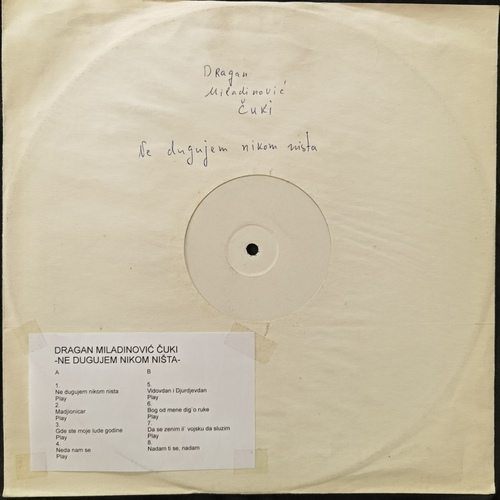 Dragan
Miladinović
Čuki
Ne dugujem nikom ništa
DRAGAN MILADINOVIĆ ČUKI
-NE DUGUJEM NIKOM NIŠTA-
A
1.
Ne dugujem nikom nista
Play
2.
Madjionicar
Play
3.
Gde ste moje lude godine
Play
4.
Neda nam se
Play
B
5.
Vidovdan i Djurdjevdan
Play
6.
Bog od mene dig´o ruke
Play
7.
Da se zenim il´ vojsku da sluzim
Play
8.
Nadam ti se, nadam